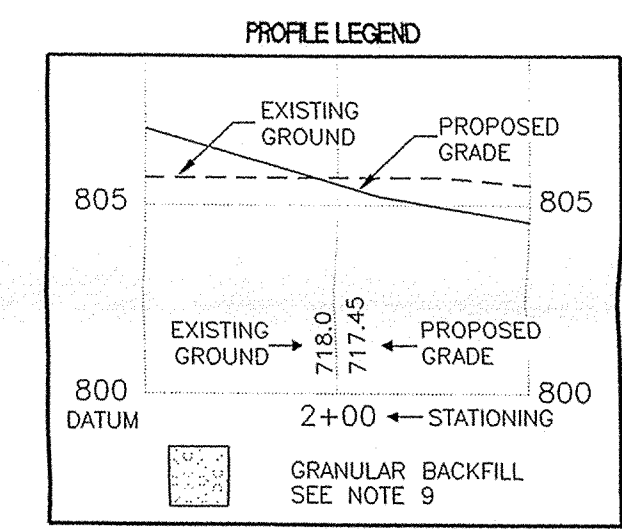 PROFILE LEGEND
EXISTING
GROUND
PROPOSED
GRADE
805
805
EXISTING
GROUND
718.0
717.45
PROPOSED
GRADE
800
800
DATUM
2+00
STATIONING
GRANULAR BACKFILL
SEE NOTE 9